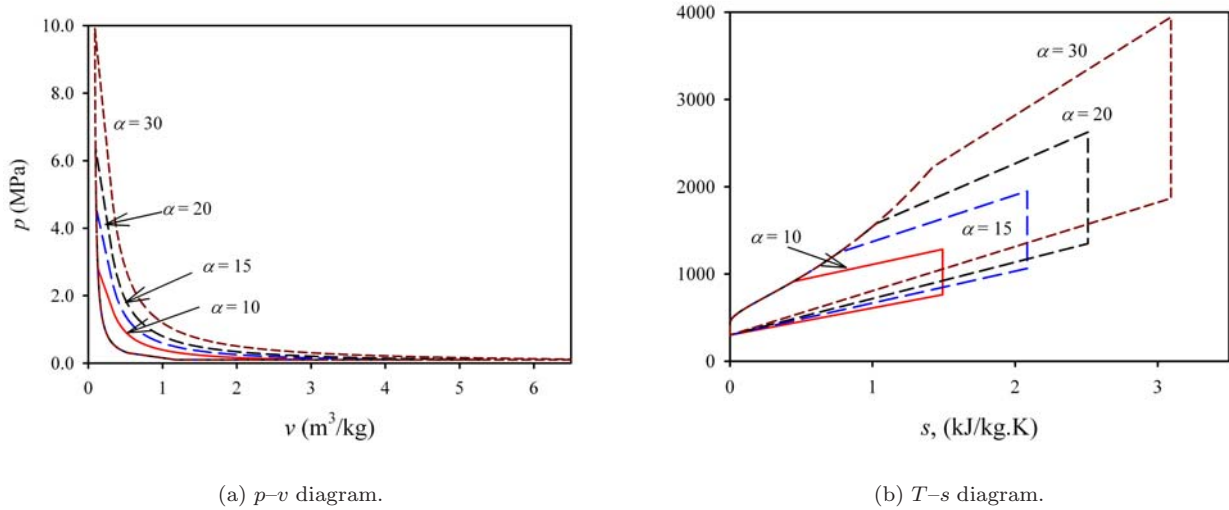 10.0
8.0
6.0
4.0
2.0
0.0
p (MPa)
α = 30
α = 20
α = 15
α = 10
0 1 2 3 4 5 6
v (m³/kg)
(a) p–v diagram.
4000
3000
2000
1000
0
α = 30
α = 20
α = 15
α = 10
0 1 2 3
s, (kJ/kg.K)
(b) T–s diagram.